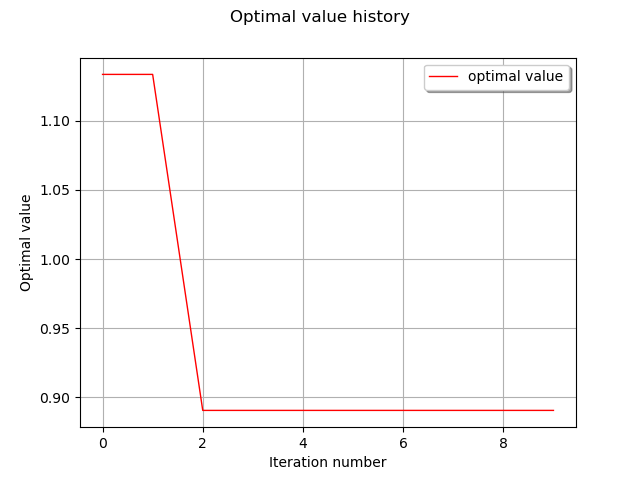 Optimal value history
optimal value
Optimal value
1.10
1.05
1.00
0.95
0.90
0 2 4 6 8
Iteration number